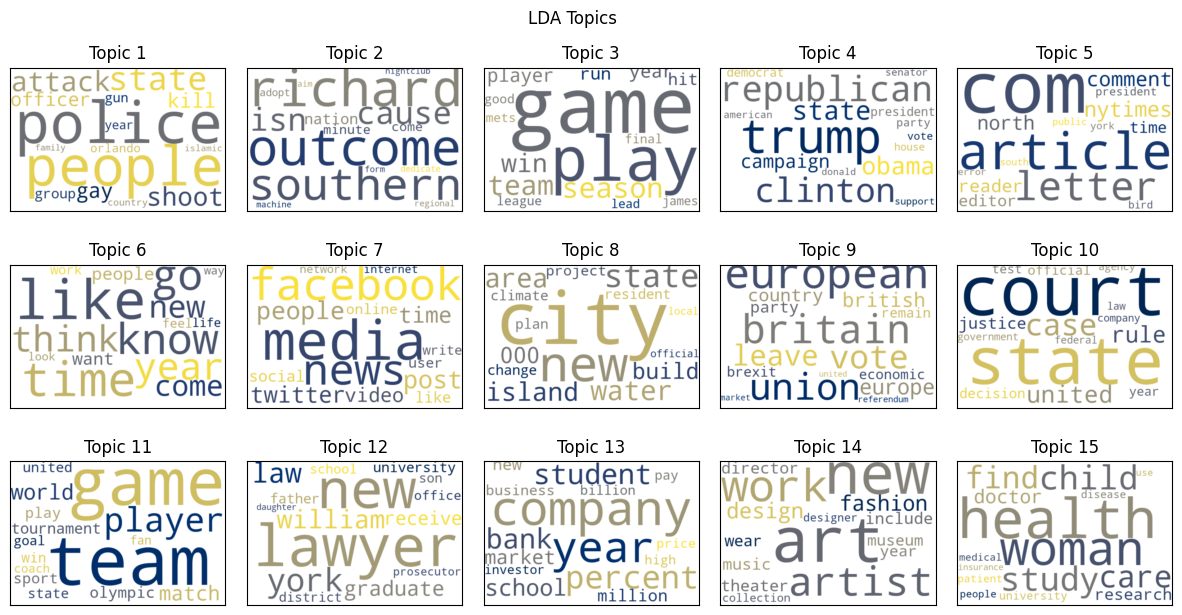 LDA Topics
Topic 1
attack state
officer gun kill
police
year
family orlando islamic
people
group gay shoot
country
Topic 2
nightclub
aim
richard
adopt
isn nation cause
minute come
outcome
form dedicate
southern
machine regional
Topic 3
player run year hit
good
game
mets
final
win play
team season
league lead james
Topic 4
democrat senator
republican
american state president
party
trump vote
house
campaign obama
donald
clinton
support
Topic 5
com comment
president
nytimes
north public york time
article
south
error
reader letter
editor bird
Topic 6
work people go way
like new
feel life
think know
look want year
time come
Topic 7
network internet
facebook
people online time
media
write
news user
social post
twitter video like
Topic 8
area project state
climate resident
city local
plan
000 new official
change build
island water
Topic 9
european
country british
party remain
britain
leave vote
brexit united economic
union europe
market referendum
Topic 10
test official agency
court
law
justice case company
rule
government federal
state
decision united year
Topic 11
united game
world
play player
tournament
goal fan
win team
coach
sport
state olympic match
Topic 12
law school university
son
new office
father
daughter
william receive
lawyer
prosecutor
york graduate
district
Topic 13
new student pay
business billion
company
bank year price
market high
investor percent
school million
Topic 14
director new
work fashion
design designer include
wear art museum
year
music
theater artist
collection
Topic 15
find child use
doctor disease
health
woman
medical
insurance
patient study care
people university research